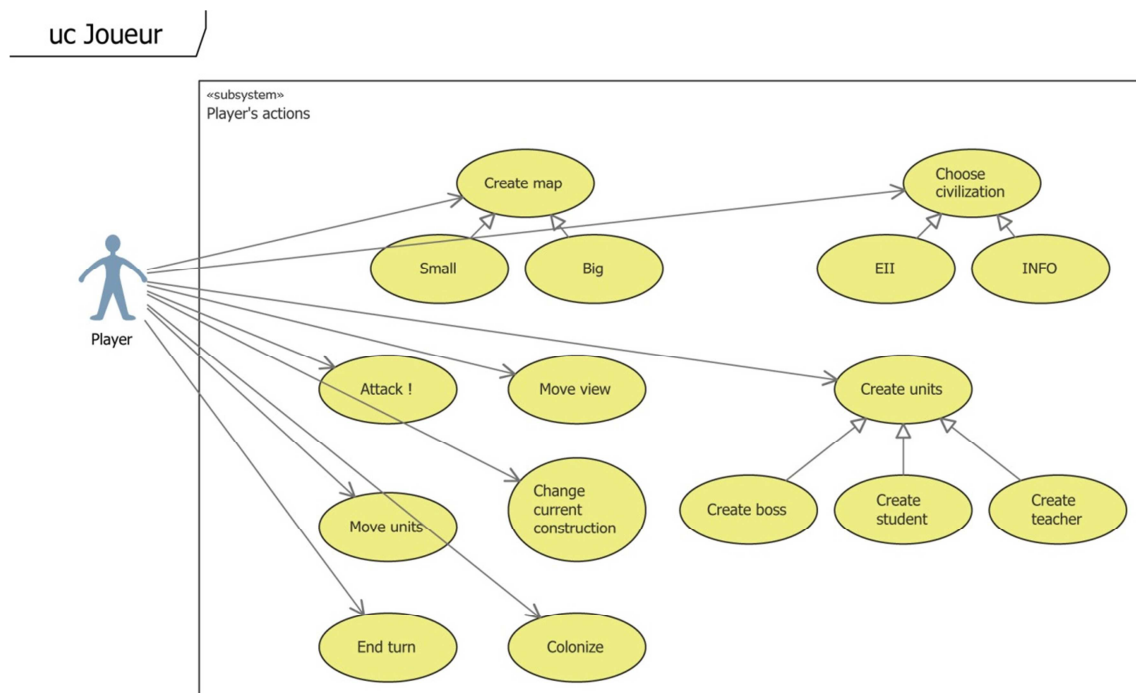 uc Joueur
«subsystem»
Player's actions
Create map
Choose
civilization
Small
Big
EII
INFO
Player
Attack !
Move view
Create units
Move units
Change
current
construction
Create boss
Create
student
Create
teacher
End turn
Colonize